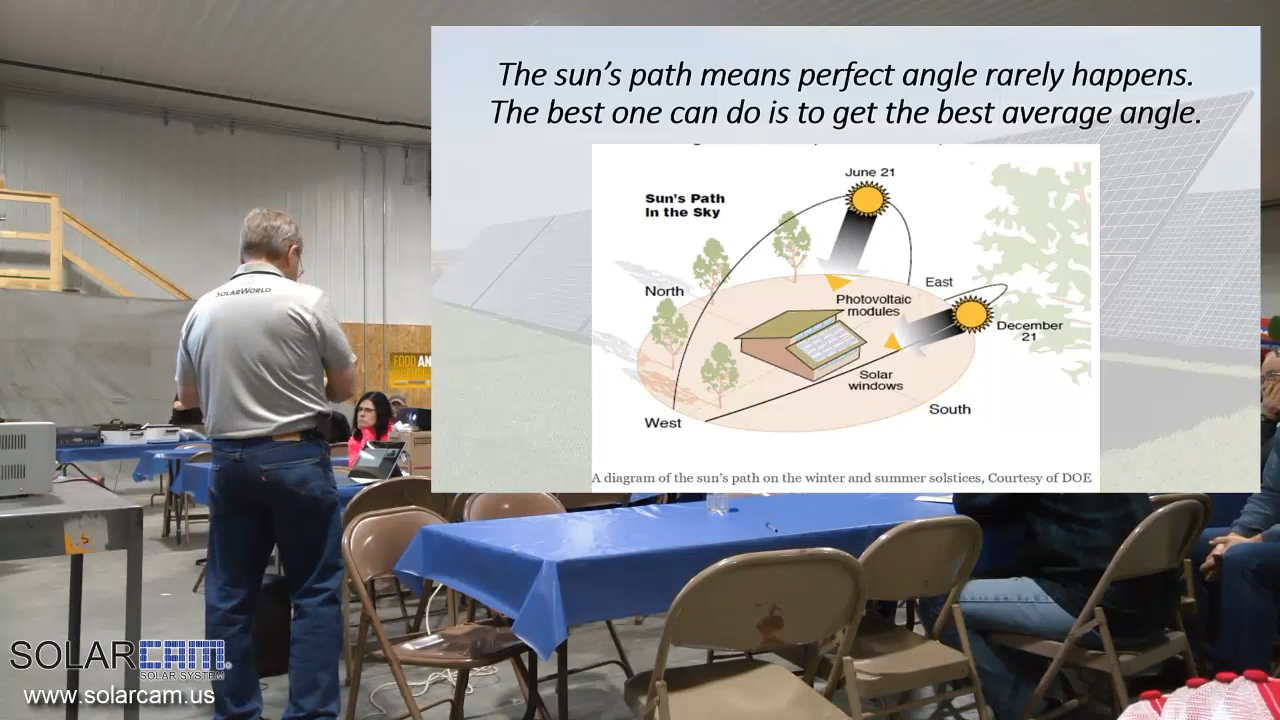 The sun's path means perfect angle rarely happens.
The best one can do is to get the best average angle.
June 21
Sun's Path
In the Sky
North
East
Photovoltaic
modules
December
21
Solar
windows
South
West
A diagram of the sun's path on the winter and summer solstices, Courtesy of DOE
SOLARWORLD
FOOD AN
SOLARCAM
SOLAR SYSTEM
www.solarcam.us